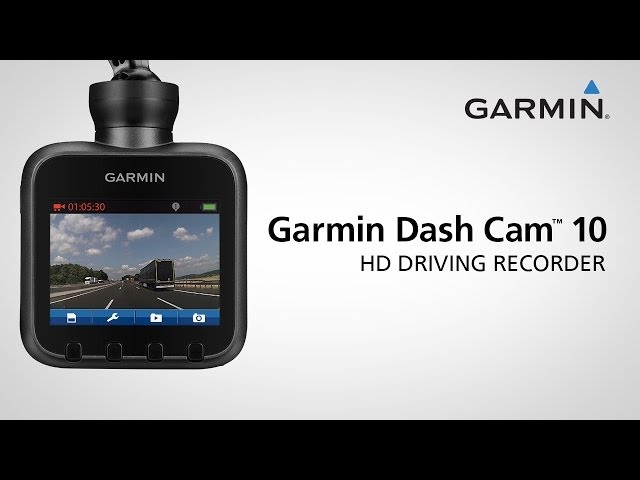 GARMIN®
GARMIN
01:05:30
Garmin Dash Cam™ 10
HD DRIVING RECORDER